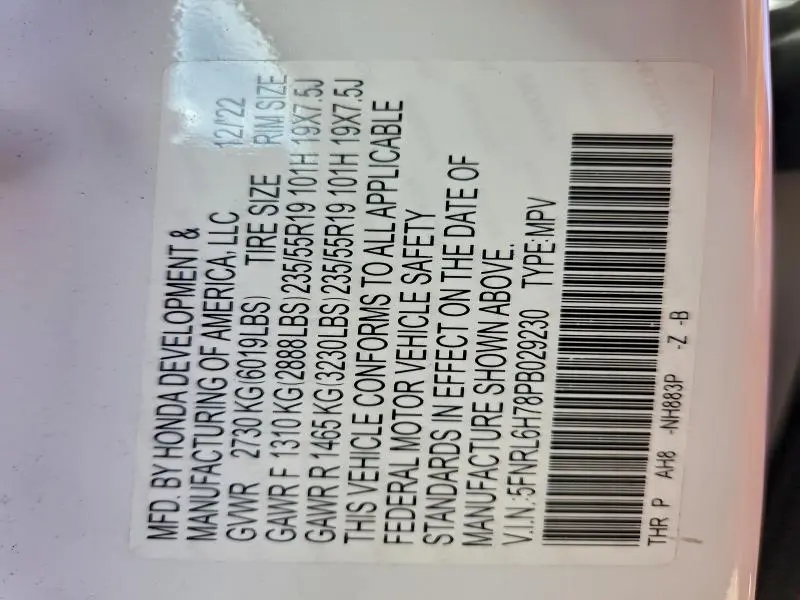 MFD. BY HONDA DEVELOPMENT &
MANUFACTURING OF AMERICA, LLC 12/22
GVWR 2730 KG (6019LBS) TIRE SIZE RIM SIZE
GAWR F 1310 KG (2888LBS) 235/55R19 101H 19X7.5J
GAWR R 1465 KG (3230LBS) 235/55R19 101H 19X7.5J
THIS VEHICLE CONFORMS TO ALL APPLICABLE
FEDERAL MOTOR VEHICLE SAFETY
STANDARDS IN EFFECT ON THE DATE OF
MANUFACTURE SHOWN ABOVE..
V.I.N.:5FNRL6H78PB029230 TYPE:MPV
THR P AH8 -NH883P -Z -B